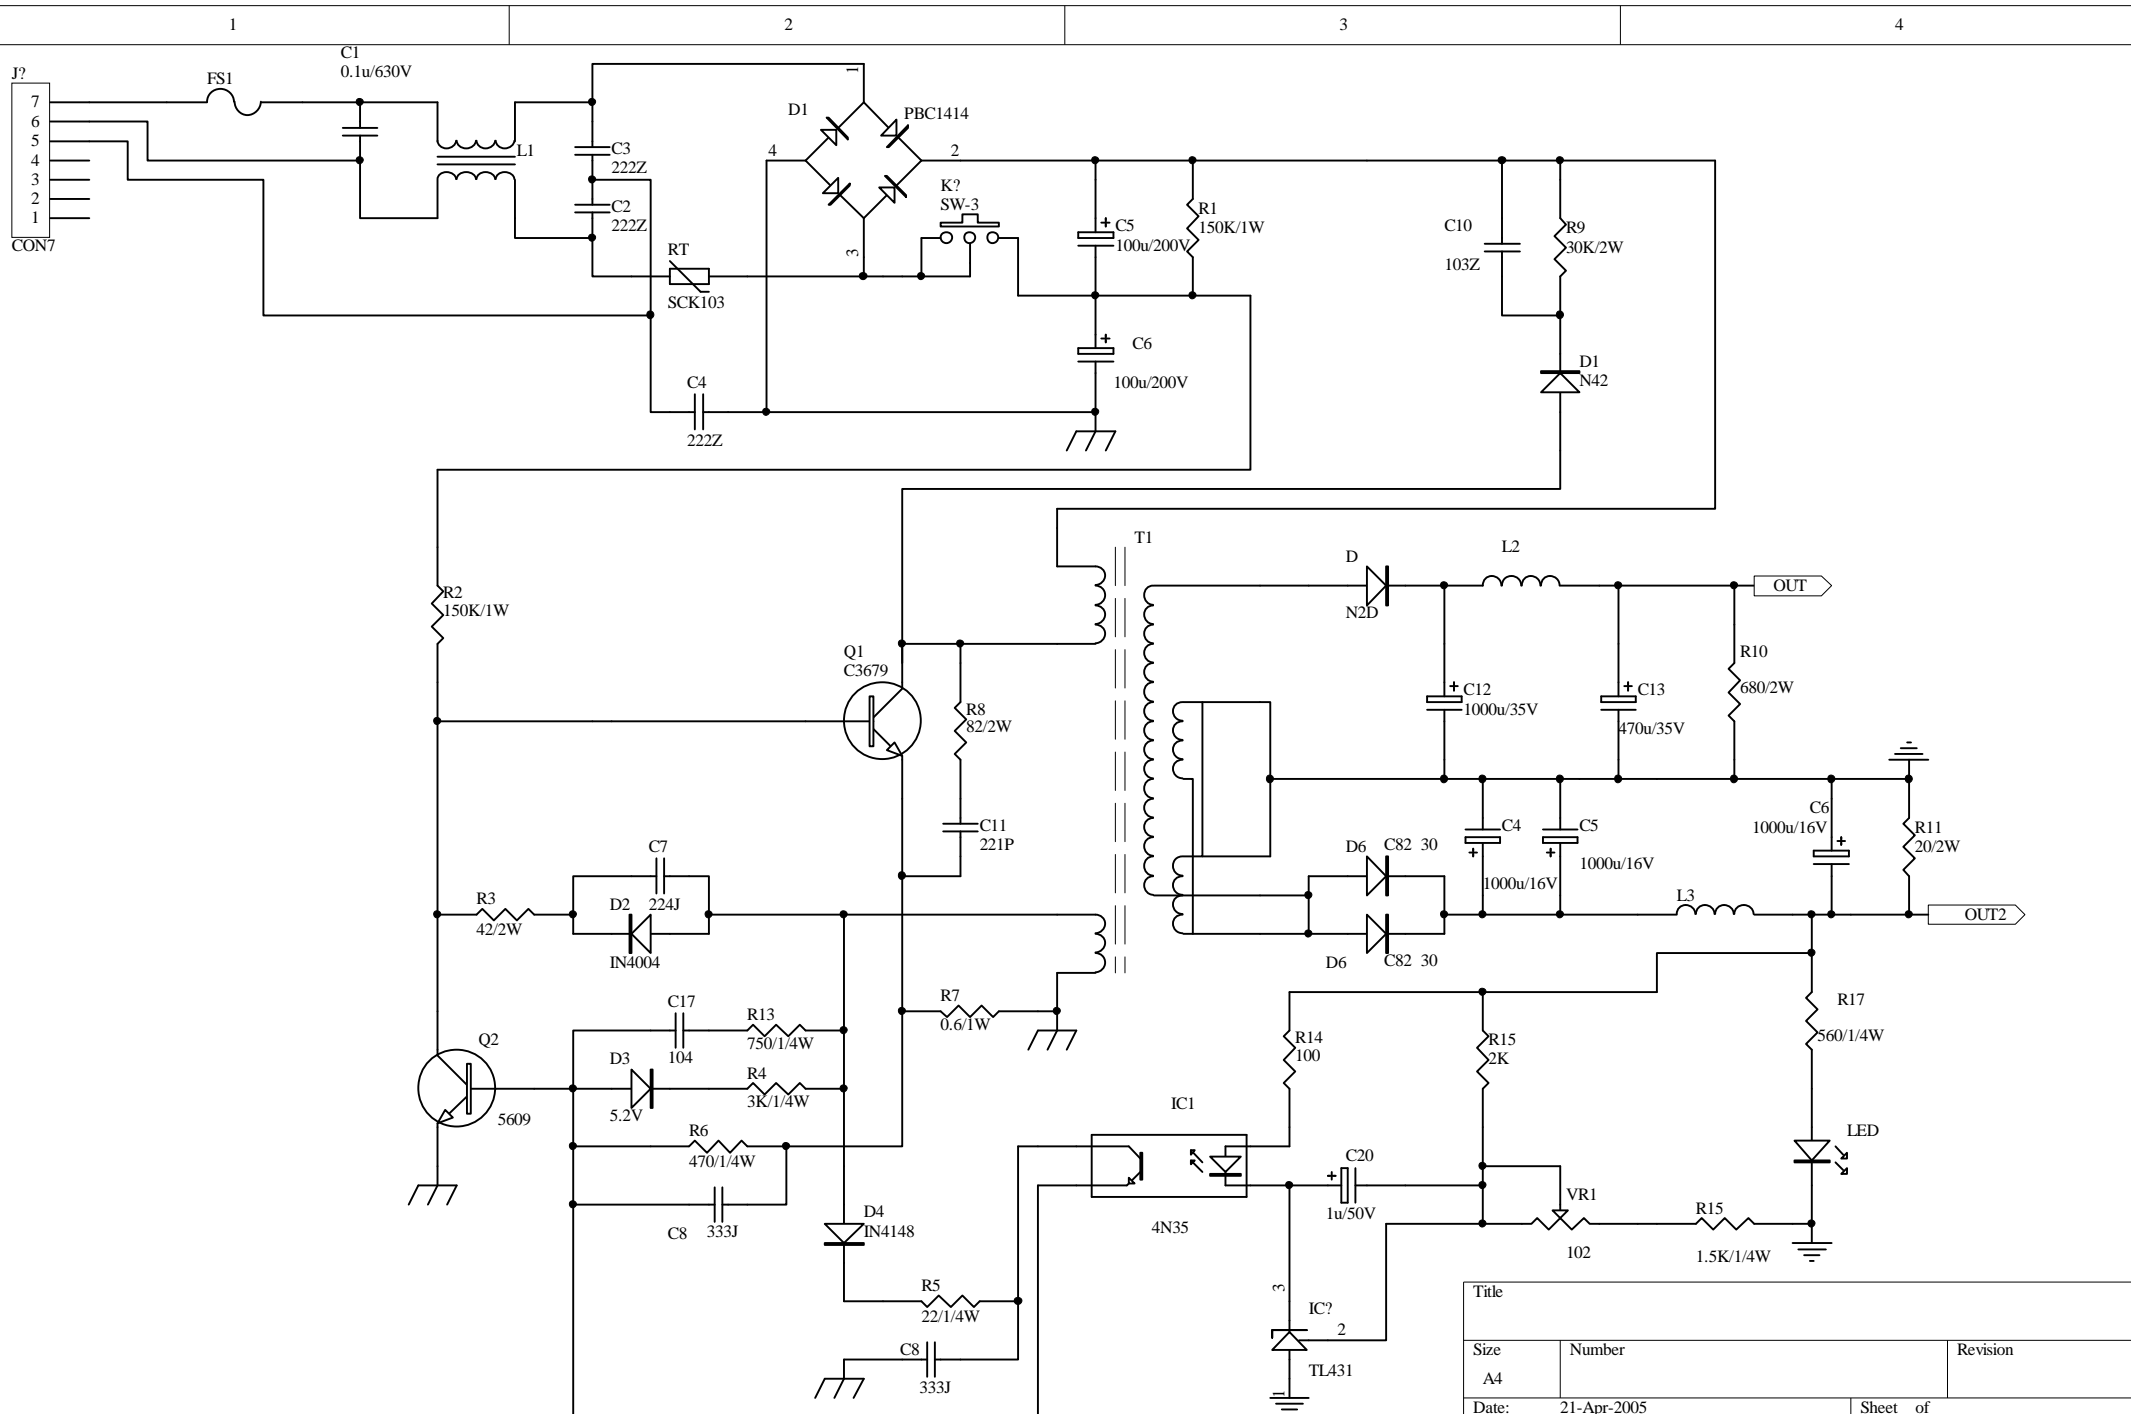 1 2 3 4
J?
7
6
5
4
3
2
1
CON7
FS1
C1
0.1u/630V
L1
C3
222Z
C2
222Z
RT
SCK103
C4
222Z
D1
PBC1414
1
4
2
3
K?
SW-3
C5
100u/200V
R1
150K/1W
C6
100u/200V
C10
103Z
R9
30K/2W
D1
N42
R2
150K/1W
Q1
C3679
R8
82/2W
C11
221P
T1
D
N2D
L2
OUT
C12
1000u/35V
C13
470u/35V
R10
680/2W
C4
1000u/16V
C5
1000u/16V
C6
1000u/16V
R11
20/2W
D6
C82 30
D6
C82 30
L3
OUT2
R3
42/2W
C7
224J
D2
IN4004
R7
0.6/1W
C17
104
R13
750/1/4W
Q2
5609
D3
5.2V
R4
3K/1/4W
R6
470/1/4W
C8
333J
D4
IN4148
R5
22/1/4W
C8
333J
IC1
4N35
R14
100
R15
2K
C20
1u/50V
VR1
102
R15
1.5K/1/4W
R17
560/1/4W
LED
3
IC?
2
TL431
1
Title
Size
A4
Number
Revision
Date: 21-Apr-2005
Sheet of